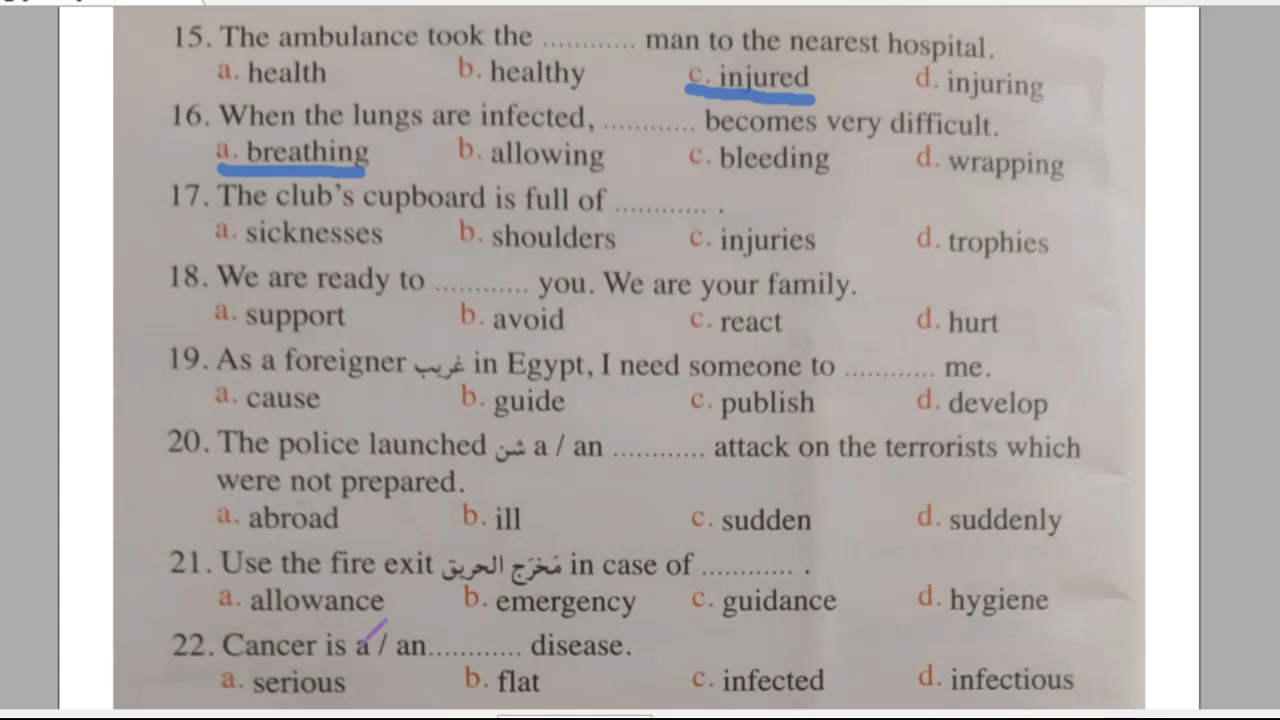 15. The ambulance took the ............ man to the nearest hospital.
a. health b. healthy c. injured d. injuring
16. When the lungs are infected, ............ becomes very difficult.
a. breathing b. allowing c. bleeding d. wrapping
17. The club's cupboard is full of ............ .
a. sicknesses b. shoulders c. injuries d. trophies
18. We are ready to ............ you. We are your family.
a. support b. avoid c. react d. hurt
19. As a foreigner غريب in Egypt, I need someone to ............ me.
a. cause b. guide c. publish d. develop
20. The police launched شن a / an ............ attack on the terrorists which
were not prepared.
a. abroad b. ill c. sudden d. suddenly
21. Use the fire exit مَخرَج الحريق in case of ............ .
a. allowance b. emergency c. guidance d. hygiene
22. Cancer is a / an............ disease.
a. serious b. flat c. infected d. infectious